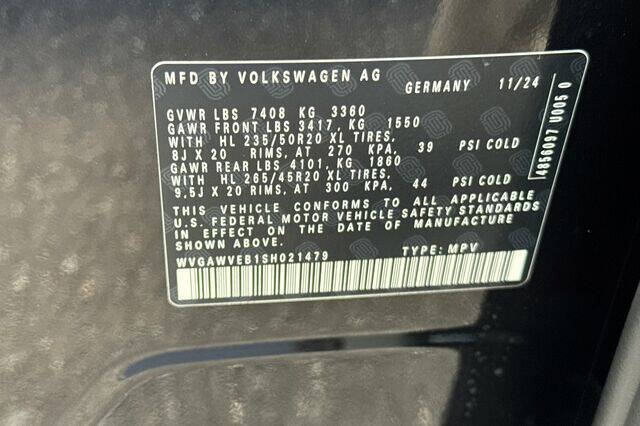 MFD BY VOLKSWAGEN AG GERMANY 11/24
GVWR LBS 7408 KG 3360
GAWR FRONT LBS 3417, KG 1550
WITH HL 235/50R20 XL TIRES,
8J X 20 RIMS, AT 270 KPA, 39 PSI COLD
GAWR REAR LBS 4101, KG 1860
WITH HL 265/45R20 XL TIRES,
9,5J X 20 RIMS, AT 300 KPA, 44 PSI COLD
THIS VEHICLE CONFORMS TO ALL APPLICABLE
U.S. FEDERAL MOTOR VEHICLE SAFETY STANDARDS
IN EFFECT ON THE DATE OF MANUFACTURE
SHOWN ABOVE.
WVGAWVEB1SH021479 TYPE: MPV
4856097 U005 0